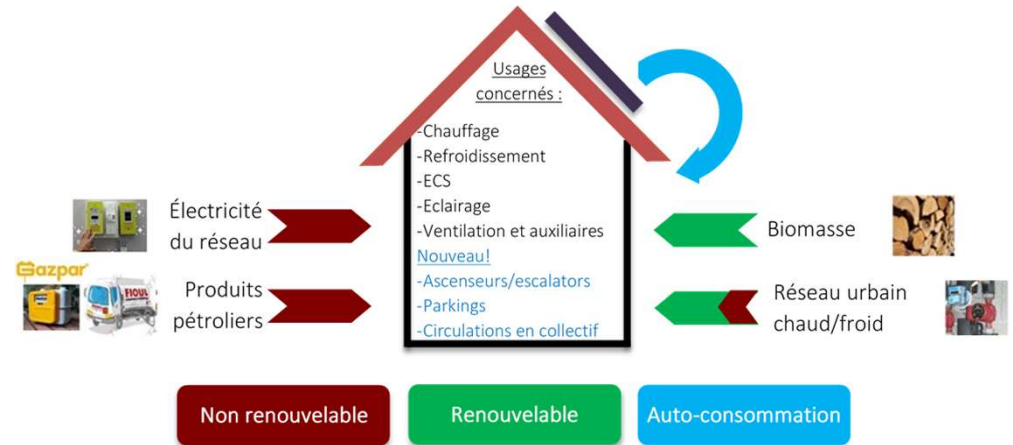 Usages
concernés :
-Chauffage
-Refroidissement
-ECS
-Eclairage
-Ventilation et auxiliaires
Nouveau!
-Ascenseurs/escalators
-Parkings
-Circulations en collectif
Électricité
du réseau
Gazpar
FIOUL
Produits
pétroliers
Biomasse
Réseau urbain
chaud/froid
Non renouvelable
Renouvelable
Auto-consommation